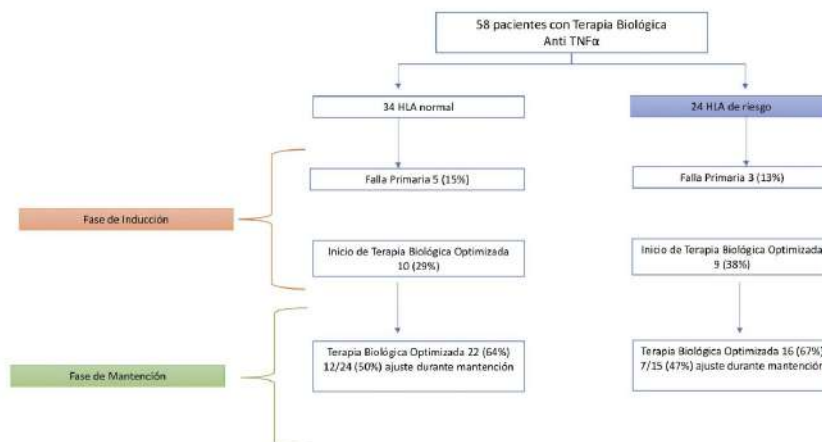 58 pacientes con Terapia Biológica
Anti TNFα
34 HLA normal
24 HLA de riesgo
Falla Primaria 5 (15%)
Falla Primaria 3 (13%)
Fase de Inducción
Inicio de Terapia Biológica Optimizada
10 (29%)
Inicio de Terapia Biológica Optimizada
9 (38%)
Terapia Biológica Optimizada 22 (64%)
12/24 (50%) ajuste durante mantención
Terapia Biológica Optimizada 16 (67%)
7/15 (47%) ajuste durante mantención
Fase de Mantención